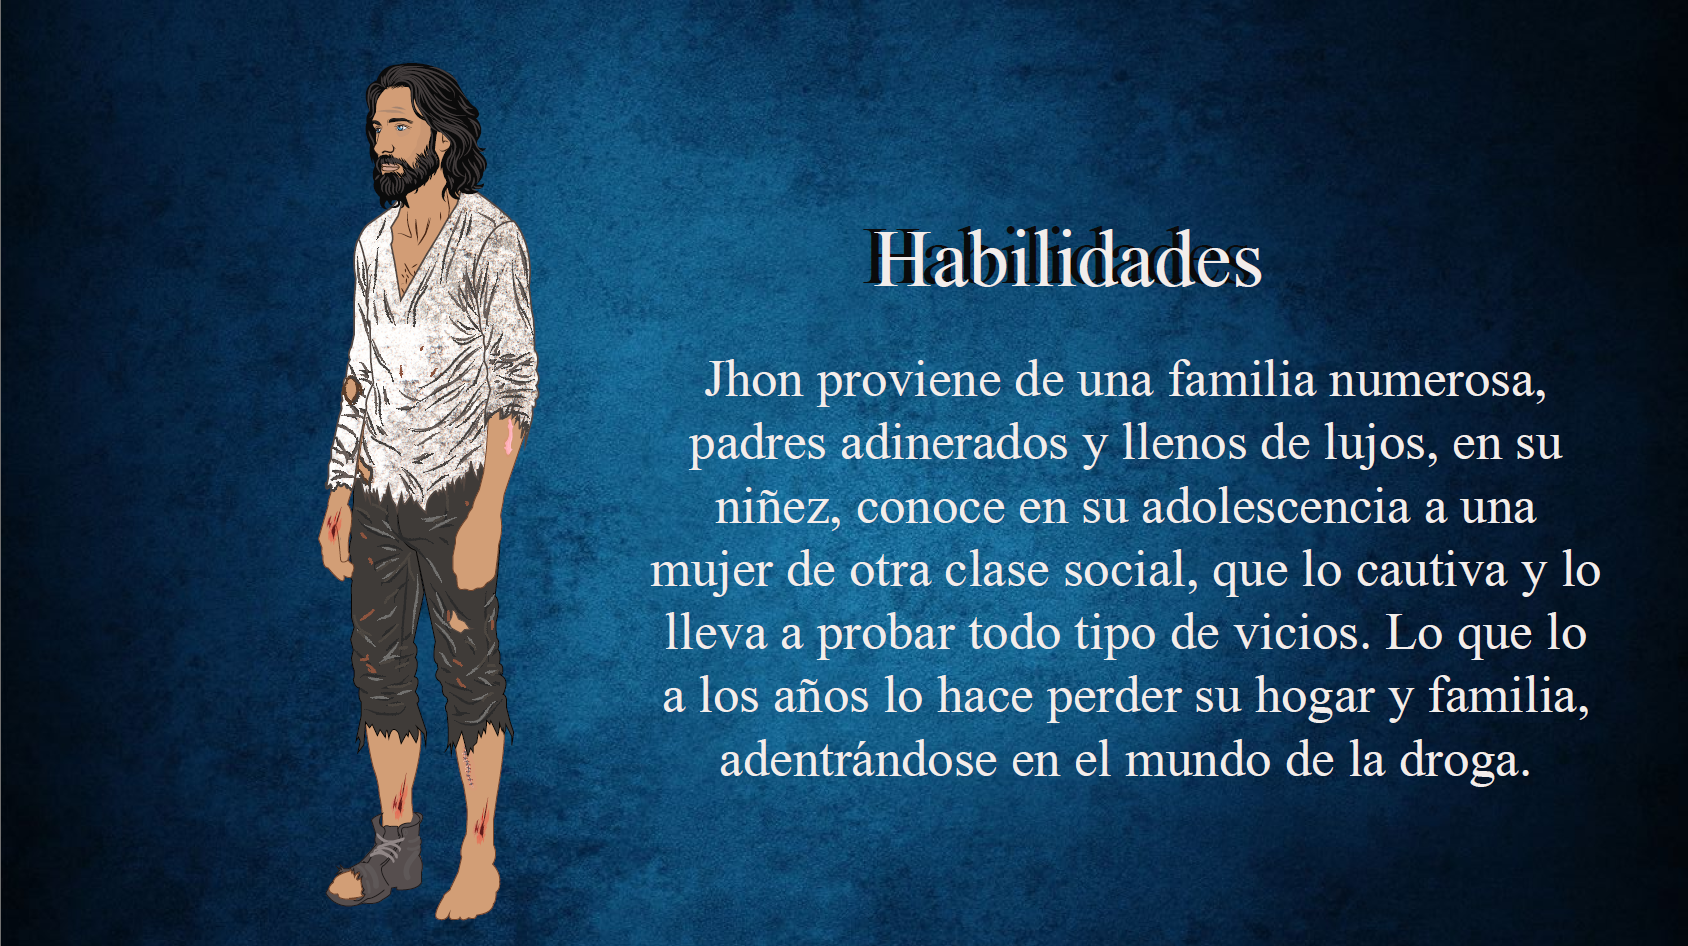 Habilidades
Jhon proviene de una familia numerosa,
padres adinerados y llenos de lujos, en su
niñez, conoce en su adolescencia a una
mujer de otra clase social, que lo cautiva y lo
lleva a probar todo tipo de vicios. Lo que lo
a los años lo hace perder su hogar y familia,
adentrándose en el mundo de la droga.